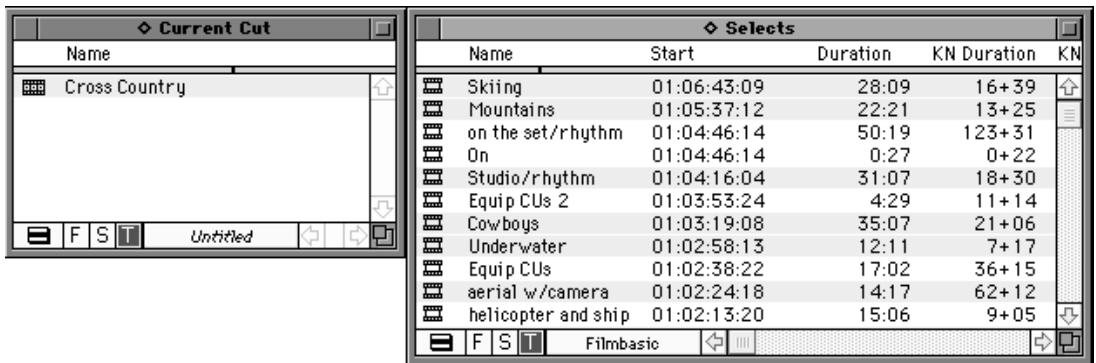 Current Cut
Name
Cross Country
F S T Untitled
Selects
Name Start Duration KN Duration KN
Skiing 01:06:43:09 28:09 16+39
Mountains 01:05:37:12 22:21 13+25
on the set/rhythm 01:04:46:14 50:19 123+31
On 01:04:46:14 0:27 0+22
Studio/rhythm 01:04:16:04 31:07 18+30
Equip CUs 2 01:03:53:24 4:29 11+14
Cowboys 01:03:19:08 35:07 21+06
Underwater 01:02:58:13 12:11 7+17
Equip CUs 01:02:38:22 17:02 36+15
aerial w/camera 01:02:24:18 14:17 62+12
helicopter and ship 01:02:13:20 15:06 9+05
F S T Filmbasic